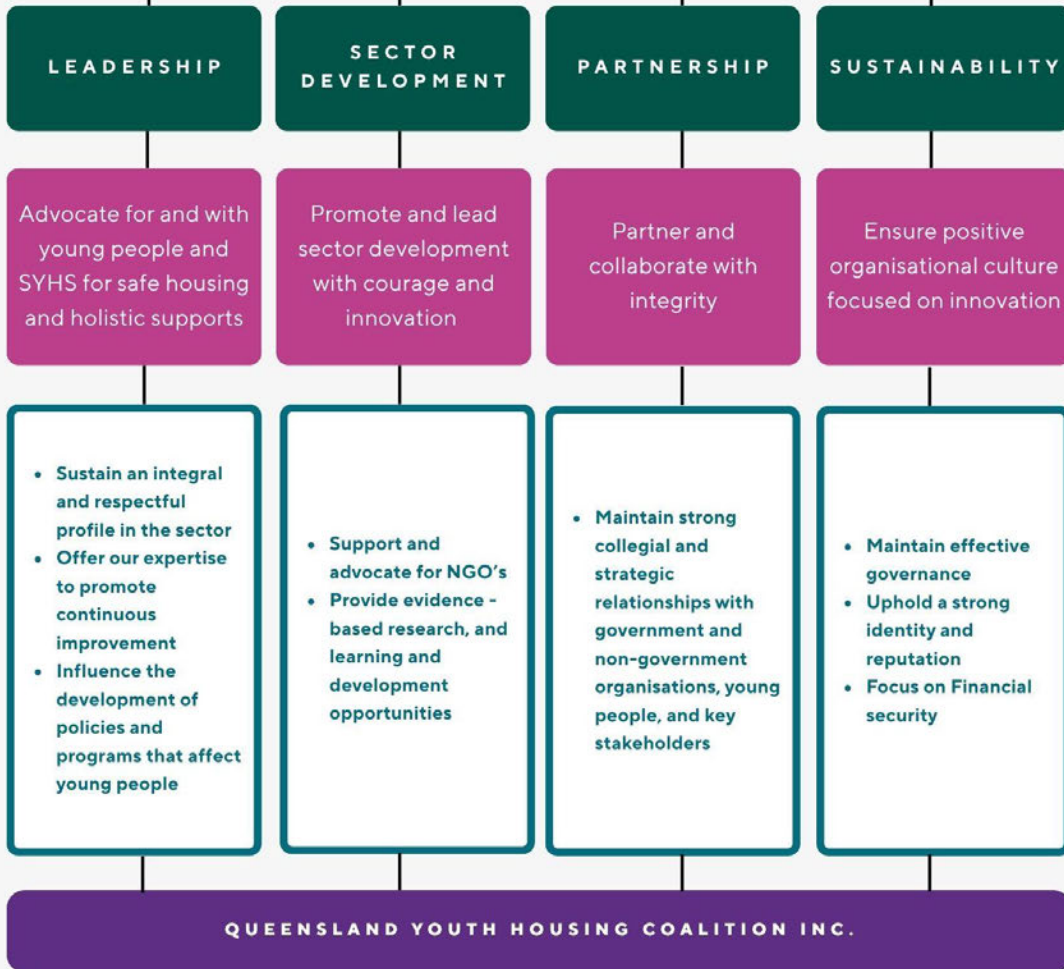 LEADERSHIP
SECTOR
DEVELOPMENT
PARTNERSHIP
SUSTAINABILITY
Advocate for and with
young people and
SYHS for safe housing
and holistic supports
Promote and lead
sector development
with courage and
innovation
Partner and
collaborate with
integrity
Ensure positive
organisational culture
focused on innovation
• Sustain an integral
and respectful
profile in the sector
• Offer our expertise
to promote
continuous
improvement
• Influence the
development of
policies and
programs that affect
young people
• Support and
advocate for NGO's
• Provide evidence -
based research, and
learning and
development
opportunities
• Maintain strong
collegial and
strategic
relationships with
government and
non-government
organisations, young
people, and key
stakeholders
• Maintain effective
governance
• Uphold a strong
identity and
reputation
• Focus on Financial
security
QUEENSLAND YOUTH HOUSING COALITION INC.